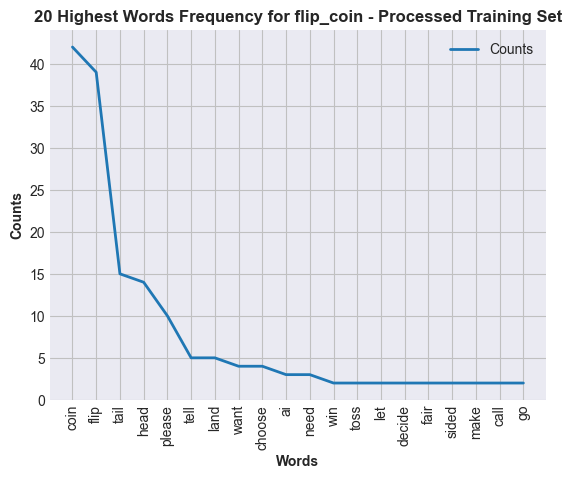 20 Highest Words Frequency for flip_coin - Processed Training Set
Counts
40
35
30
25
20
15
10
5
0
Counts
coin
flip
tail
head
please
tell
land
want
choose
ai
need
win
toss
let
decide
fair
sided
make
call
go
Words